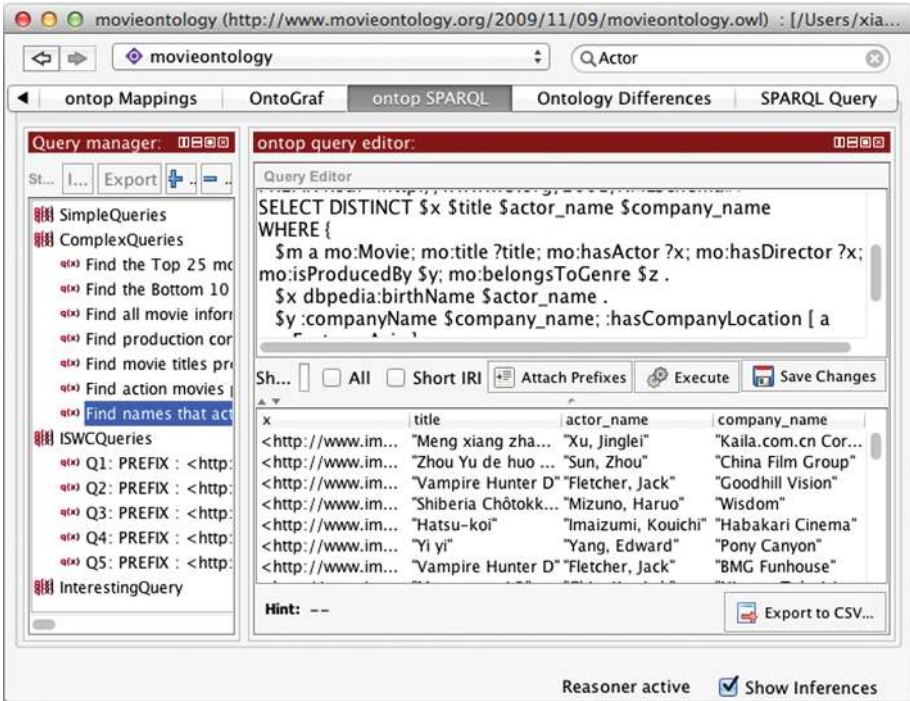 movieontology (http://www.movieontology.org/2009/11/09/movieontology.owl) : [/Users/xia...
movieontology
Actor
ontop Mappings OntoGraf ontop SPARQL Ontology Differences SPARQL Query
Query manager:
St... I... Export .. ..
SimpleQueries
ComplexQueries
q(x) Find the Top 25 mo
q(x) Find the Bottom 10
q(x) Find all movie inforr
q(x) Find production cor
q(x) Find movie titles pr
q(x) Find action movies
q(x) Find names that act
ISWCQueries
q(x) Q1: PREFIX : <http:
q(x) Q2: PREFIX : <http:
q(x) Q3: PREFIX : <http:
q(x) Q4: PREFIX : <http:
q(x) Q5: PREFIX : <http:
InterestingQuery
ontop query editor:
Query Editor
SELECT DISTINCT $x $title $actor_name $company_name
WHERE {
$m a mo:Movie; mo:title ?title; mo:hasActor ?x; mo:hasDirector ?x;
mo:isProducedBy $y; mo:belongsToGenre $z .
$x dbpedia:birthName $actor_name .
$y :companyName $company_name; :hasCompanyLocation [ a
Sh... All Short IRI Attach Prefixes Execute Save Changes
x title actor_name company_name
<http://www.im... "Meng xiang zha... "Xu, Jinglei" "Kaila.com.cn Cor...
<http://www.im... "Zhou Yu de huo ... "Sun, Zhou" "China Film Group"
<http://www.im... "Vampire Hunter D" "Fletcher, Jack" "Goodhill Vision"
<http://www.im... "Shiberia Chôtokk... "Mizuno, Haruo" "Wisdom"
<http://www.im... "Hatsu-koi" "Imaizumi, Kouichi" "Habakari Cinema"
<http://www.im... "Yi yi" "Yang, Edward" "Pony Canyon"
<http://www.im... "Vampire Hunter D" "Fletcher, Jack" "BMG Funhouse"
Hint: --
Export to CSV...
Reasoner active Show Inferences